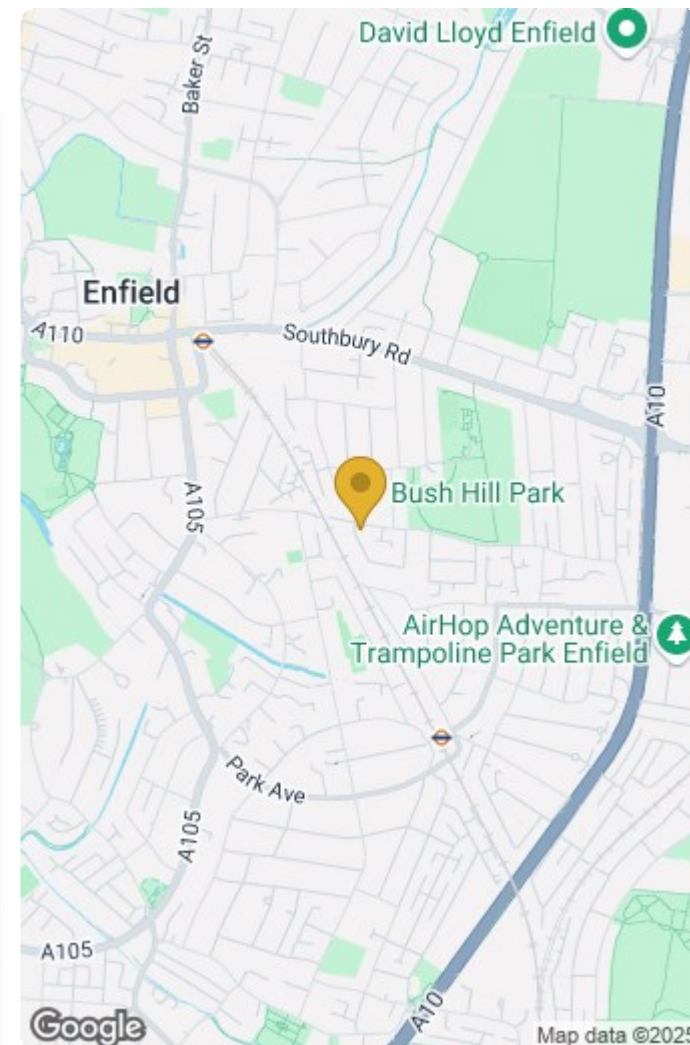 David Lloyd Enfield
Baker St
Enfield
A110
Southbury Rd
A10
Bush Hill Park
A105
AirHop Adventure &
Trampoline Park Enfield
Park Ave
A105
A105
A10
Google
Map data ©2025